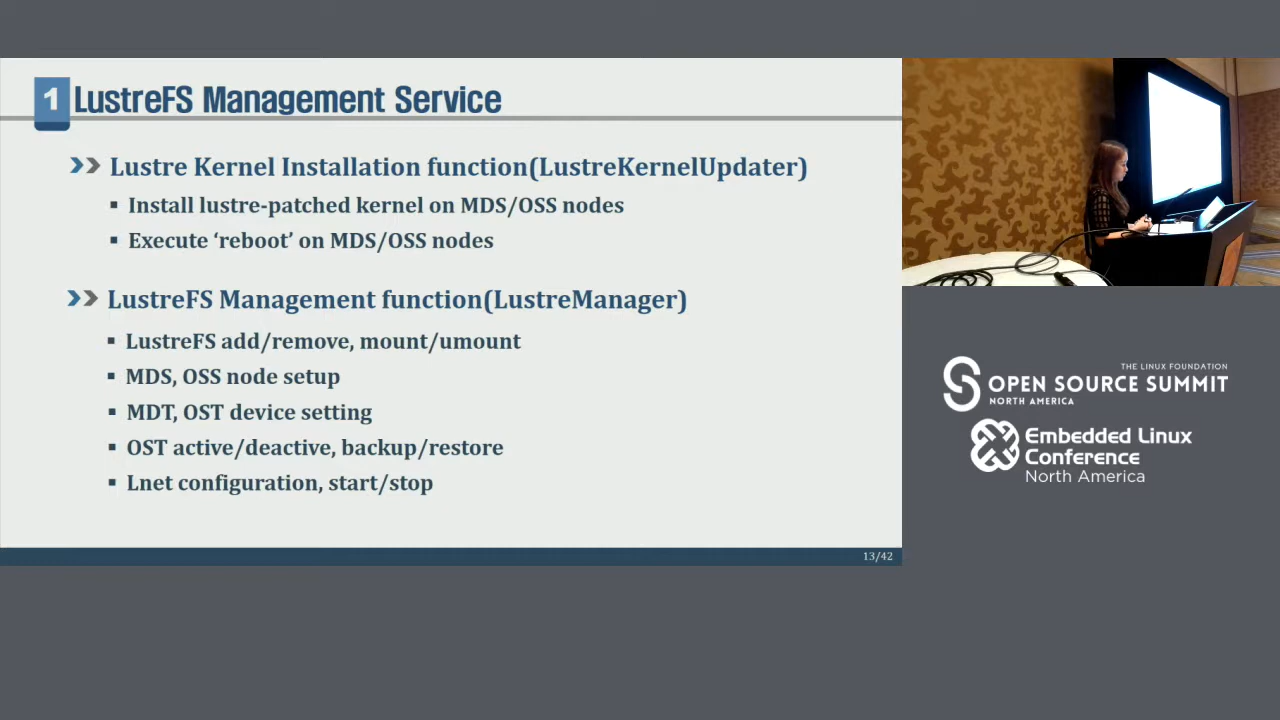 1 LustreFS Management Service
Lustre Kernel Installation function(LustreKernelUpdater)
▪ Install lustre-patched kernel on MDS/OSS nodes
▪ Execute ‘reboot’ on MDS/OSS nodes
LustreFS Management function(LustreManager)
▪ LustreFS add/remove, mount/umount
▪ MDS, OSS node setup
▪ MDT, OST device setting
▪ OST active/deactive, backup/restore
▪ Lnet configuration, start/stop
13/42
THE LINUX FOUNDATION
OPEN SOURCE SUMMIT
NORTH AMERICA
Embedded Linux
Conference
North America